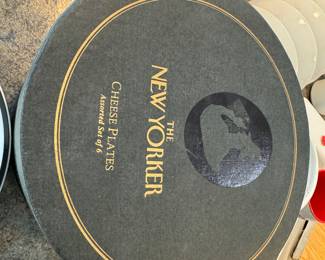 THE
NEW YORKER
CHEESE PLATES
Assorted Set of 6